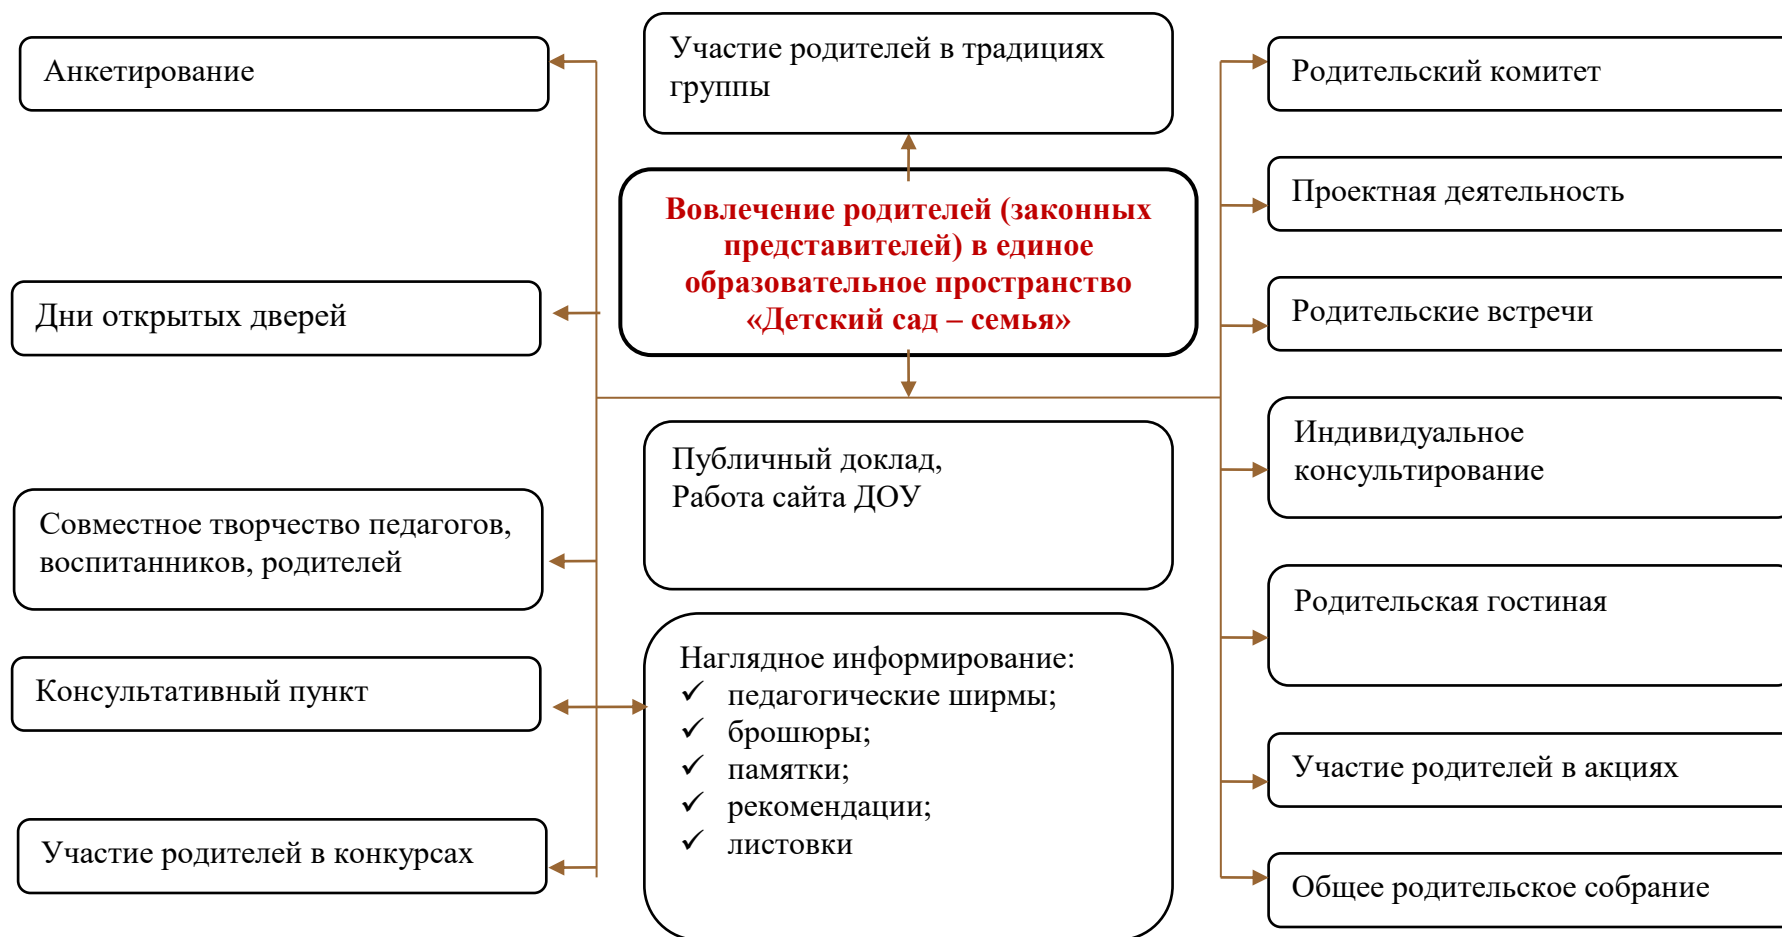 Анкетирование
Дни открытых дверей
Совместное творчество педагогов,
воспитанников, родителей
Консультативный пункт
Участие родителей в конкурсах
Участие родителей в традициях
группы
Вовлечение родителей (законных
представителей) в единое
образовательное пространство
«Детский сад – семья»
Публичный доклад,
Работа сайта ДОУ
Наглядное информирование:
✓ педагогические ширмы;
✓ брошюры;
✓ памятки;
✓ рекомендации;
✓ листовки
Родительский комитет
Проектная деятельность
Родительские встречи
Индивидуальное
консультирование
Родительская гостиная
Участие родителей в акциях
Общее родительское собрание